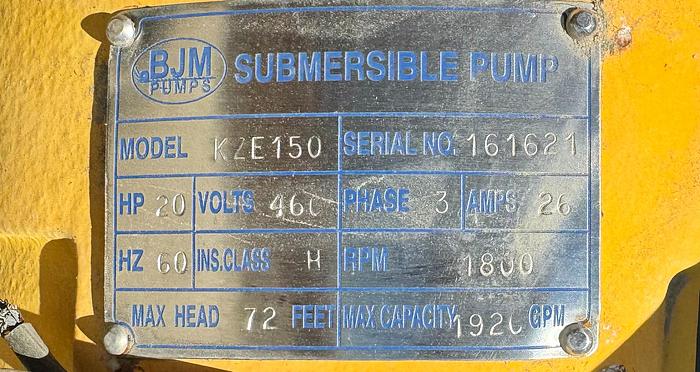 BJM PUMPS SUBMERSIBLE PUMP
MODEL KZE150 SERIAL NO. 161621
HP 20 VOLTS 460 PHASE 3 AMPS 26
HZ 60 INS.CLASS H RPM 1800
MAX HEAD 72 FEET MAX CAPACITY 1920 GPM